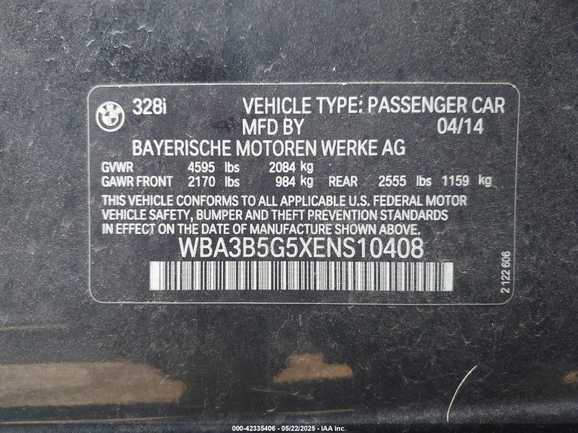 328i VEHICLE TYPE: PASSENGER CAR
MFD BY 04/14
BAYERISCHE MOTOREN WERKE AG
GVWR 4595 lbs 2084 kg
GAWR FRONT 2170 lbs 984 kg REAR 2555 lbs 1159 kg
THIS VEHICLE CONFORMS TO ALL APPLICABLE U.S. FEDERAL MOTOR
VEHICLE SAFETY, BUMPER AND THEFT PREVENTION STANDARDS
IN EFFECT ON THE DATE OF MANUFACTURE SHOWN ABOVE.
WBA3B5G5XENS10408
2 122 606
000-42335406 - 05/22/2025 - IAA Inc.